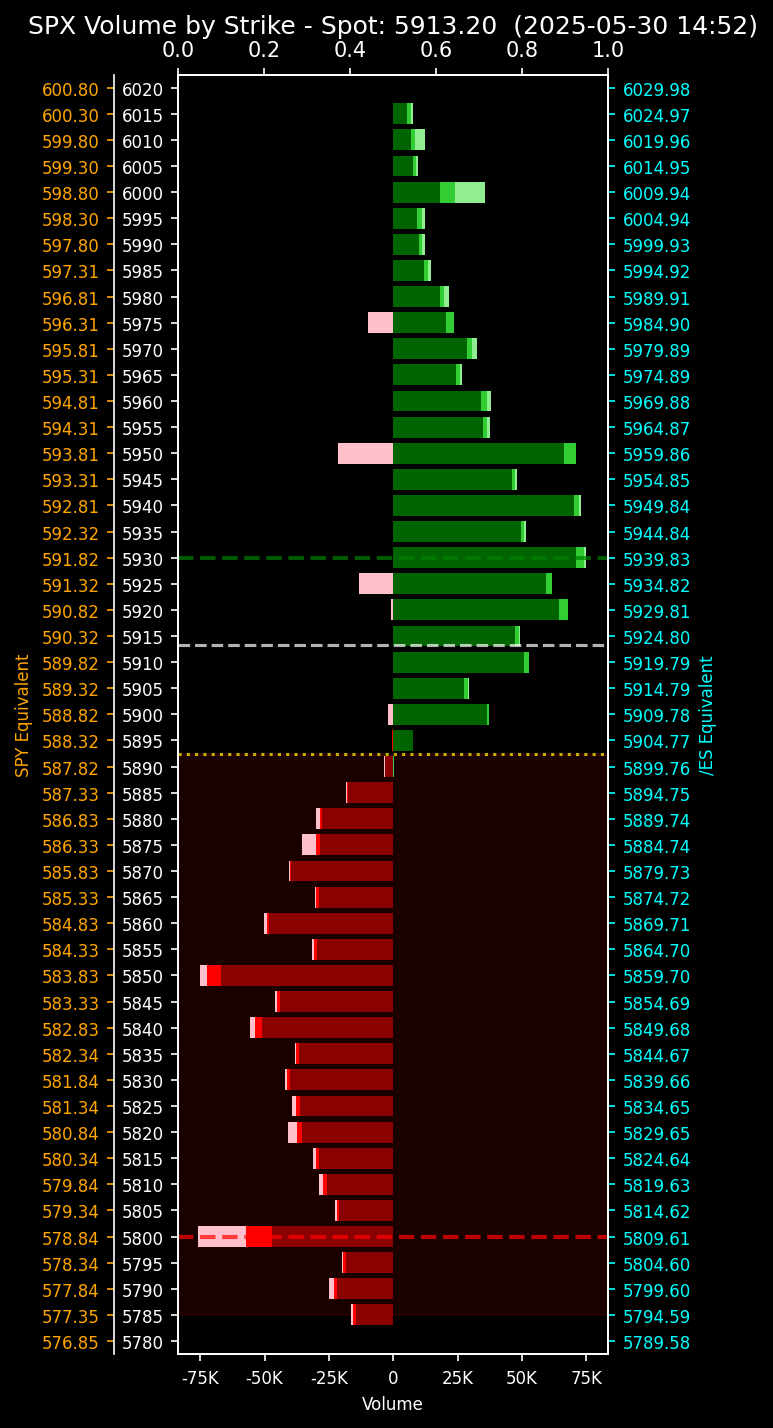 SPX Volume by Strike - Spot: 5913.20 (2025-05-30 14:52)
0.0 0.2 0.4 0.6 0.8 1.0
600.80 6020 6029.98
600.30 6015 6024.97
599.80 6010 6019.96
599.30 6005 6014.95
598.80 6000 6009.94
598.30 5995 6004.94
597.80 5990 5999.93
597.31 5985 5994.92
596.81 5980 5989.91
596.31 5975 5984.90
595.81 5970 5979.89
595.31 5965 5974.89
594.81 5960 5969.88
594.31 5955 5964.87
593.81 5950 5959.86
593.31 5945 5954.85
592.81 5940 5949.84
592.32 5935 5944.84
591.82 5930 5939.83
591.32 5925 5934.82
590.82 5920 5929.81
590.32 5915 5924.80
589.82 5910 5919.79
589.32 5905 5914.79
588.82 5900 5909.78
588.32 5895 5904.77
SPY Equivalent
/ES Equivalent
587.82 5890 5899.76
587.33 5885 5894.75
586.83 5880 5889.74
586.33 5875 5884.74
585.83 5870 5879.73
585.33 5865 5874.72
584.83 5860 5869.71
584.33 5855 5864.70
583.83 5850 5859.70
583.33 5845 5854.69
582.83 5840 5849.68
582.34 5835 5844.67
581.84 5830 5839.66
581.34 5825 5834.65
580.84 5820 5829.65
580.34 5815 5824.64
579.84 5810 5819.63
579.34 5805 5814.62
578.84 5800 5809.61
578.34 5795 5804.60
577.84 5790 5799.60
577.35 5785 5794.59
576.85 5780 5789.58
-75K -50K -25K 0 25K 50K 75K
Volume